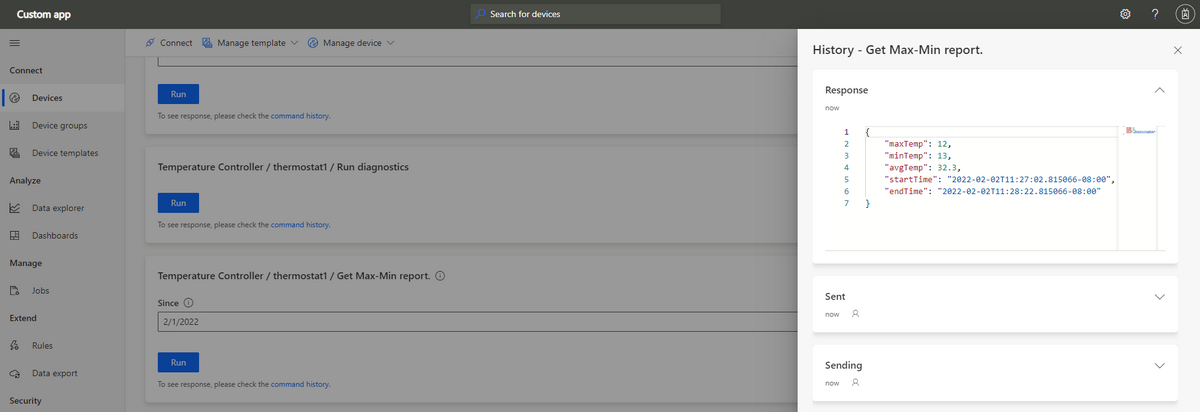 Custom app
Search for devices
?
Connect
Manage template
Manage device
Connect
Devices
Device groups
Device templates
Analyze
Data explorer
Dashboards
Manage
Jobs
Extend
Rules
Data export
Security
Run
To see response, please check the command history.
Temperature Controller / thermostat1 / Run diagnostics
Run
To see response, please check the command history.
Temperature Controller / thermostat1 / Get Max-Min report.
Since
2/1/2022
Run
To see response, please check the command history.
History - Get Max-Min report.
Response
now
1 {
2 "maxTemp": 12,
3 "minTemp": 13,
4 "avgTemp": 32.3,
5 "startTime": "2022-02-02T11:27:02.815066-08:00",
6 "endTime": "2022-02-02T11:28:22.815066-08:00"
7 }
Sent
now
Sending
now